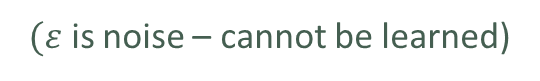 (𝜀 is noise – cannot be learned)